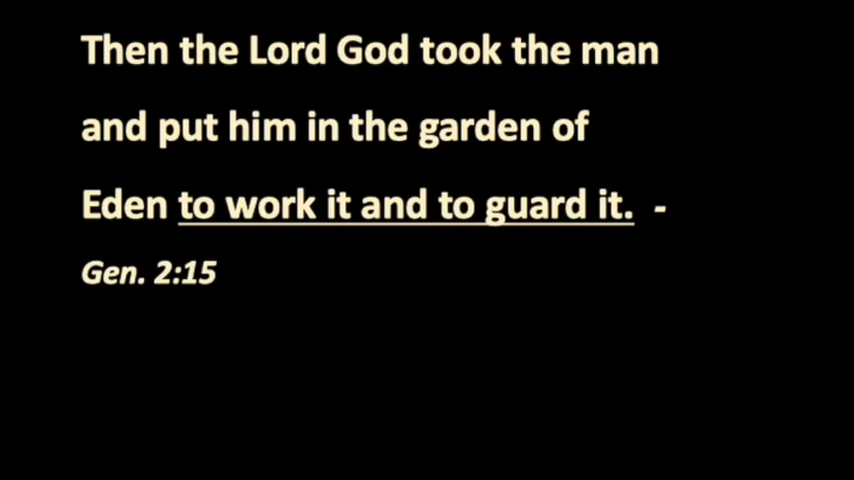 Then the Lord God took the man
and put him in the garden of
Eden to work it and to guard it. -
Gen. 2:15